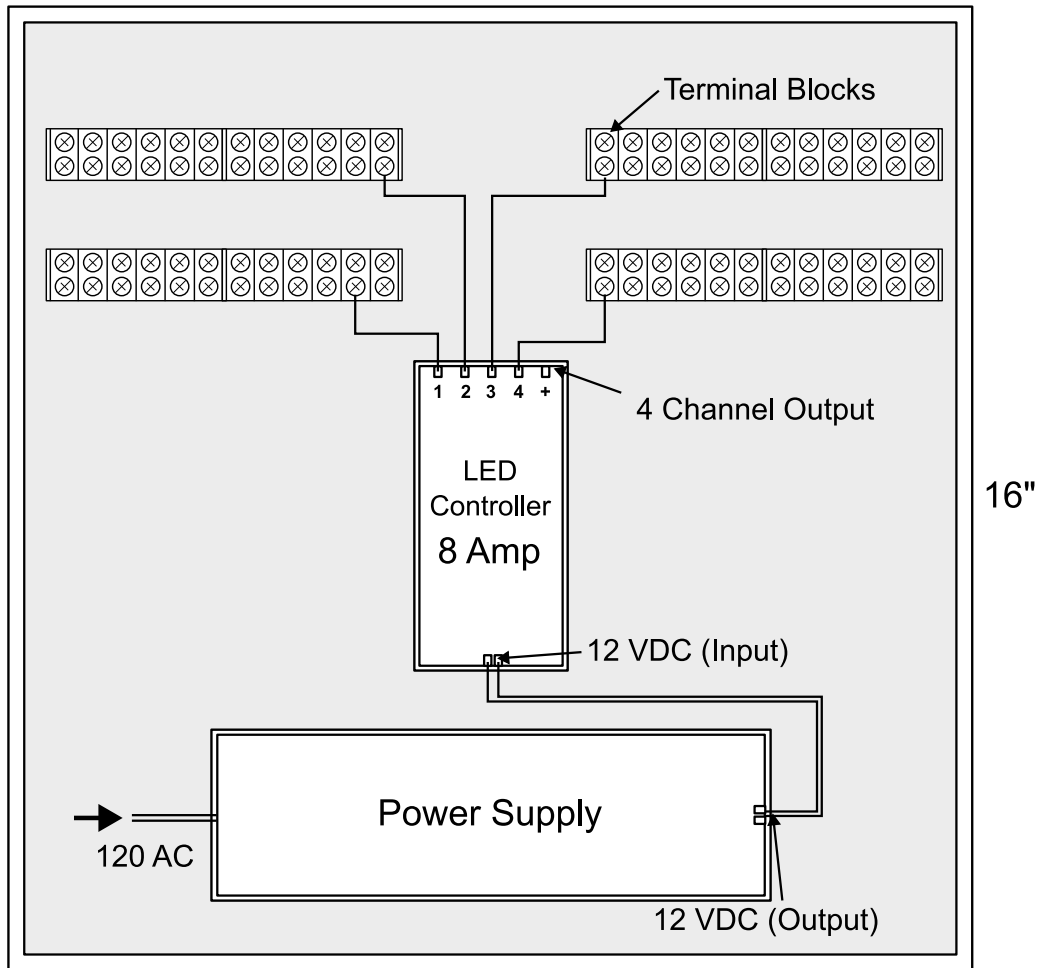 Terminal Blocks
1 2 3 4 +
4 Channel Output
LED
Controller
8 Amp
16"
12 VDC (Input)
Power Supply
120 AC
12 VDC (Output)